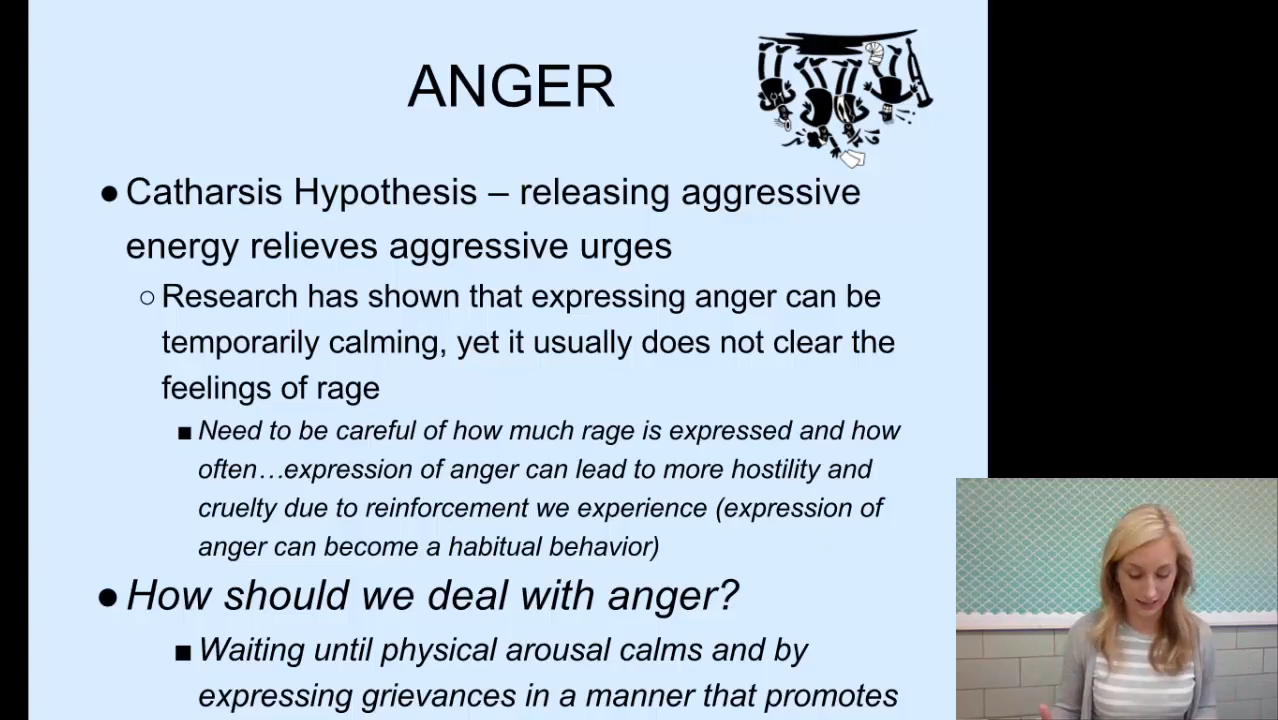 ANGER
● Catharsis Hypothesis – releasing aggressive
energy relieves aggressive urges
○ Research has shown that expressing anger can be
temporarily calming, yet it usually does not clear the
feelings of rage
■ Need to be careful of how much rage is expressed and how
often…expression of anger can lead to more hostility and
cruelty due to reinforcement we experience (expression of
anger can become a habitual behavior)
● How should we deal with anger?
■ Waiting until physical arousal calms and by
expressing grievances in a manner that promotes